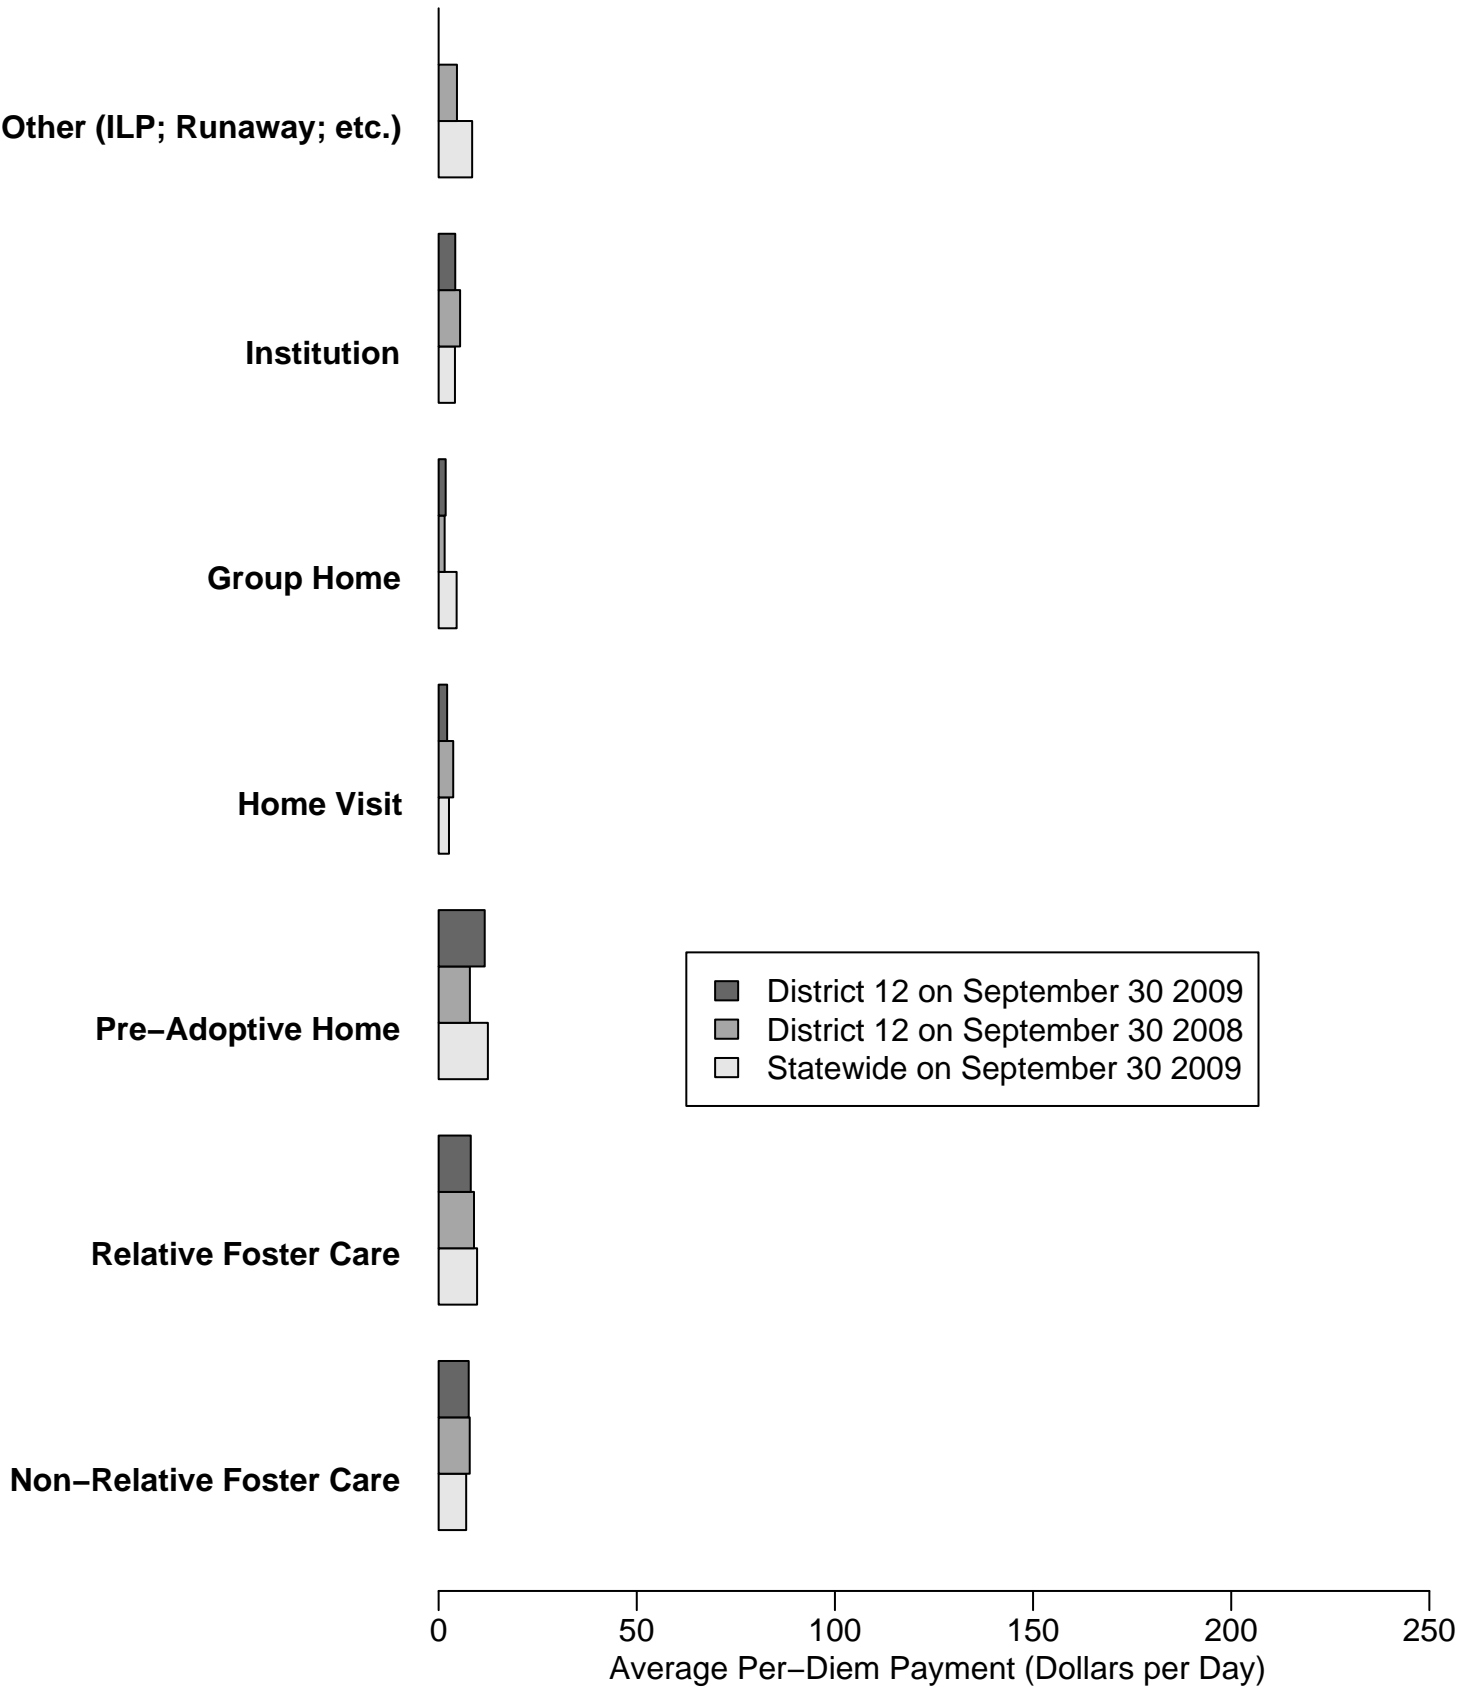 Other (ILP; Runaway; etc.)
Institution
Group Home
Home Visit
Pre−Adoptive Home
Relative Foster Care
Non−Relative Foster Care
District 12 on September 30 2009
District 12 on September 30 2008
Statewide on September 30 2009
0 50 100 150 200 250
Average Per−Diem Payment (Dollars per Day)